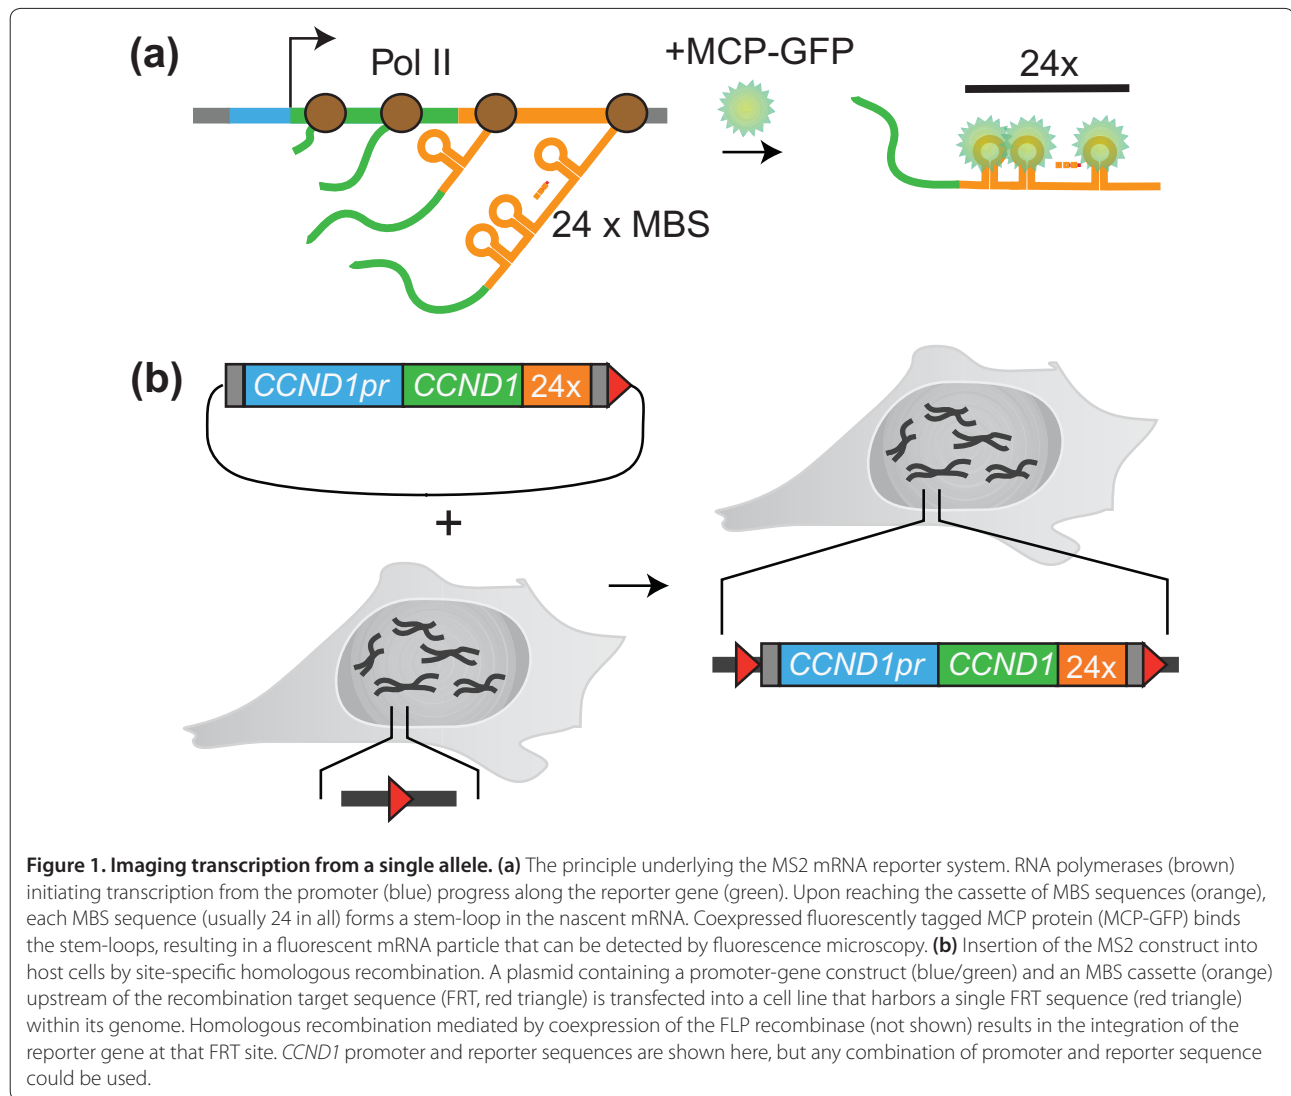 (a)
Pol II
+MCP-GFP
24x
24 x MBS
(b)
CCND1pr CCND1 24x
+
CCND1pr CCND1 24x
Figure 1. Imaging transcription from a single allele. (a) The principle underlying the MS2 mRNA reporter system. RNA polymerases (brown)
initiating transcription from the promoter (blue) progress along the reporter gene (green). Upon reaching the cassette of MBS sequences (orange),
each MBS sequence (usually 24 in all) forms a stem-loop in the nascent mRNA. Coexpressed fluorescently tagged MCP protein (MCP-GFP) binds
the stem-loops, resulting in a fluorescent mRNA particle that can be detected by fluorescence microscopy. (b) Insertion of the MS2 construct into
host cells by site-specific homologous recombination. A plasmid containing a promoter-gene construct (blue/green) and an MBS cassette (orange)
upstream of the recombination target sequence (FRT, red triangle) is transfected into a cell line that harbors a single FRT sequence (red triangle)
within its genome. Homologous recombination mediated by coexpression of the FLP recombinase (not shown) results in the integration of the
reporter gene at that FRT site. CCND1 promoter and reporter sequences are shown here, but any combination of promoter and reporter sequence
could be used.